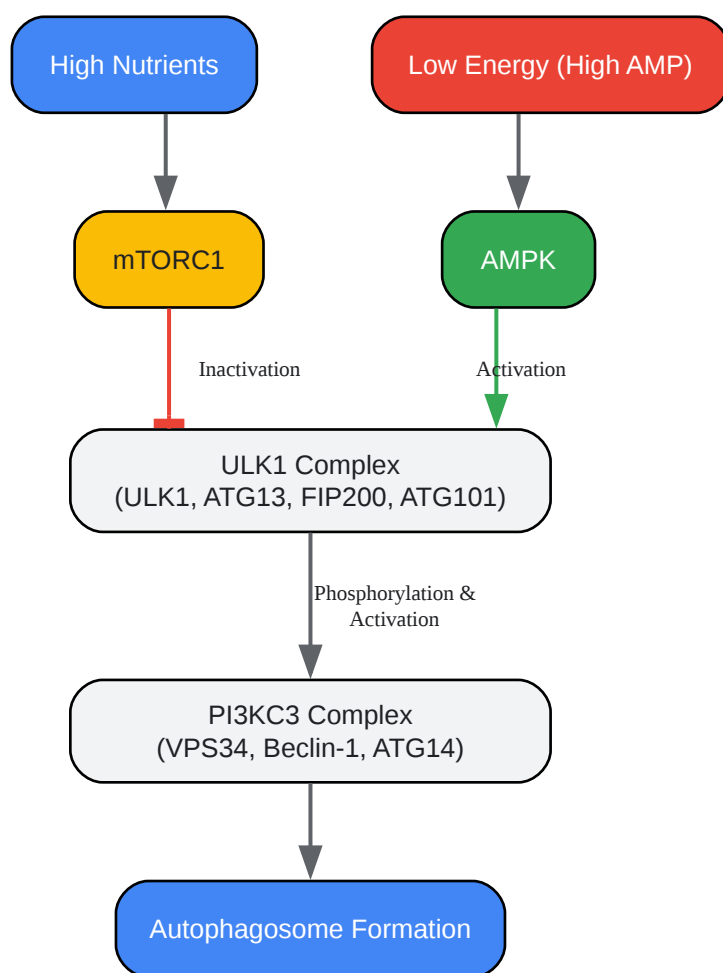 High Nutrients
Low Energy (High AMP)
mTORC1
AMPK
Inactivation
Activation
ULK1 Complex
(ULK1, ATG13, FIP200, ATG101)
Phosphorylation &
Activation
PI3KC3 Complex
(VPS34, Beclin-1, ATG14)
Autophagosome Formation